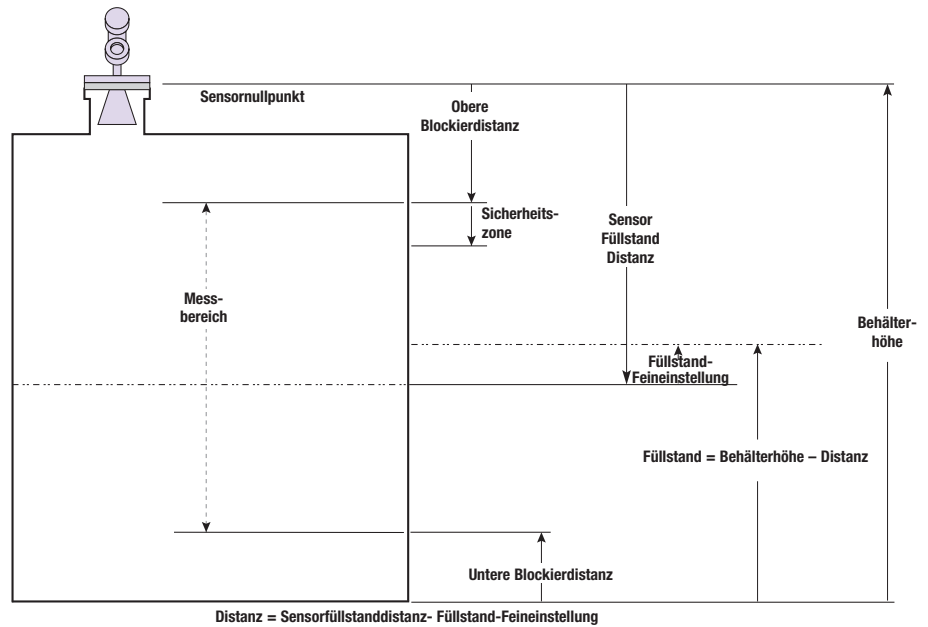 Sensornullpunkt
Obere
Blockierdistanz
Sicherheits-
zone
Sensor
Füllstand
Distanz
Mess-
bereich
Behälter-
höhe
Füllstand-
Feineinstellung
Füllstand = Behälterhöhe – Distanz
Untere Blockierdistanz
Distanz = Sensorfüllstanddistanz- Füllstand-Feineinstellung